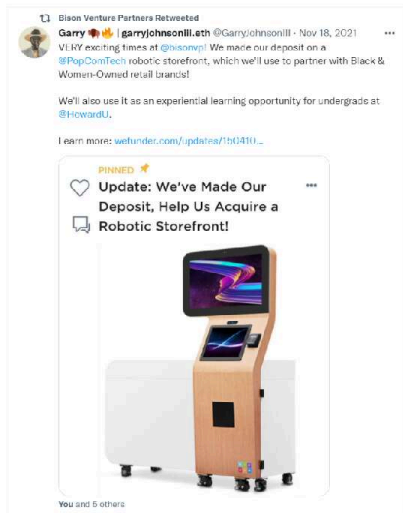 Bison Venture Partners Retweeted
Garry | garryjohnsonIII.eth @GarryJohnsonIII · Nov 18, 2021
VERY exciting times at @bisonvp! We made our deposit on a
@PopComTech robotic storefront, which we'll use to partner with Black &
Women-Owned retail brands!
We'll also use it as an experiential learning opportunity for undergrads at
@HowardU.
Learn more: wefunder.com/updates/
PINNED
Update: We've Made Our
Deposit, Help Us Acquire a
Robotic Storefront!
You and 5 others